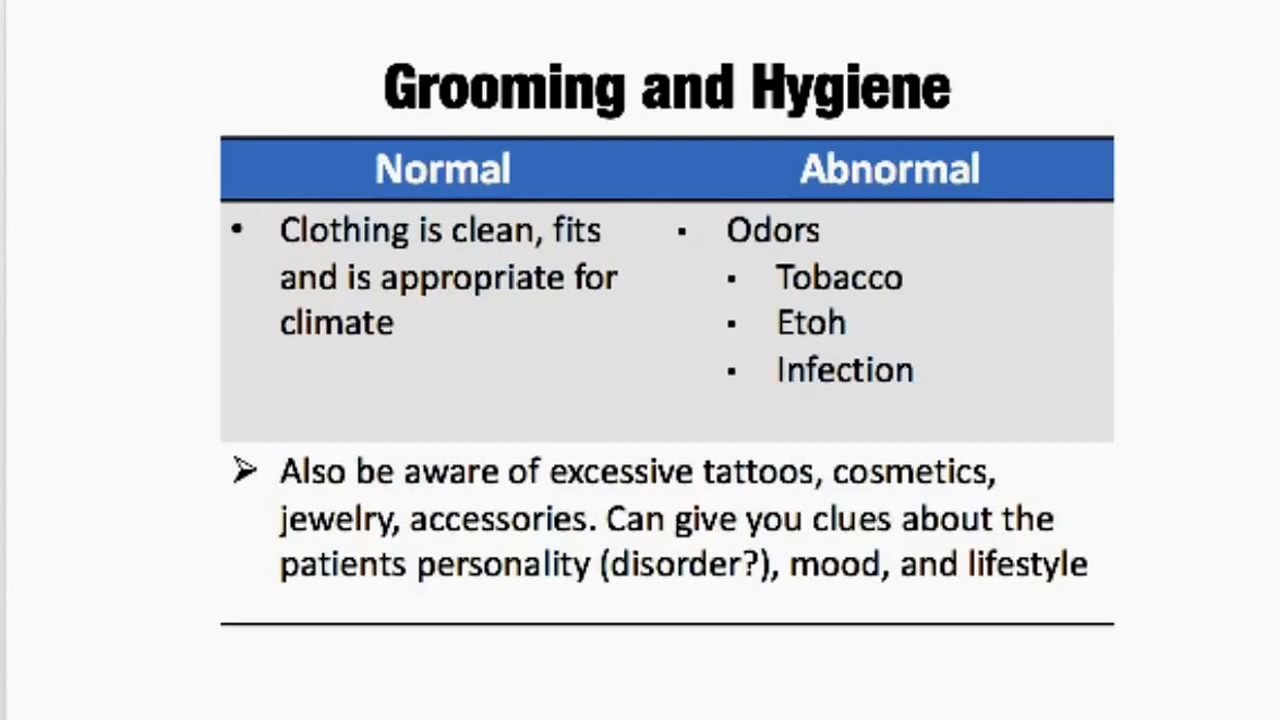 Grooming and Hygiene
Normal
Abnormal
• Clothing is clean, fits
and is appropriate for
climate
▪ Odors
▪ Tobacco
▪ Etoh
▪ Infection
➢ Also be aware of excessive tattoos, cosmetics,
jewelry, accessories. Can give you clues about the
patients personality (disorder?), mood, and lifestyle